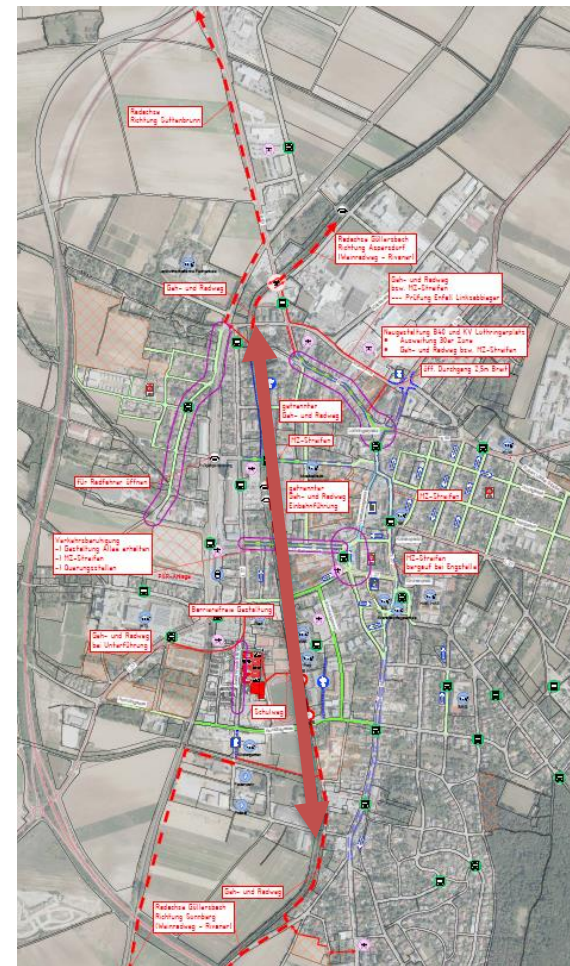 Radachse
Richtung Guttenbrunn
Radachse Göllersbach
Richtung Aspersdorf
(Weinradweg - Rivaner)
Geh- und Radweg
Geh- und Radweg
bzw. MZ-Streifen
--- Prüfung Entfall Linksabbieger
Neugestaltung B40 und KV Lothringerplatz
• Ausweitung 30er Zone
• Geh- und Radweg bzw. MZ-Streifen
öff. Durchgang 2,5m Breit
getrennter
Geh- und Radweg
MZ-Streifen
für Radfahrer öffnen
getrennter
Geh- und Radweg
Einbahnführung
MZ-Streifen
Verkehrsberuhigung
-> Gestaltung Allee erhalten
-> MZ-Streifen
-> Querungsstellen
MZ-Streifen
bergauf bei Engstelle
P&R-Anlage
Barrierefreie Gestaltung
Geh- und Radweg
bei Unterführung
Schulweg
Geh- und Radweg
Radachse Göllersbach
Richtung Sonnberg
(Weinradweg - Rivaner)